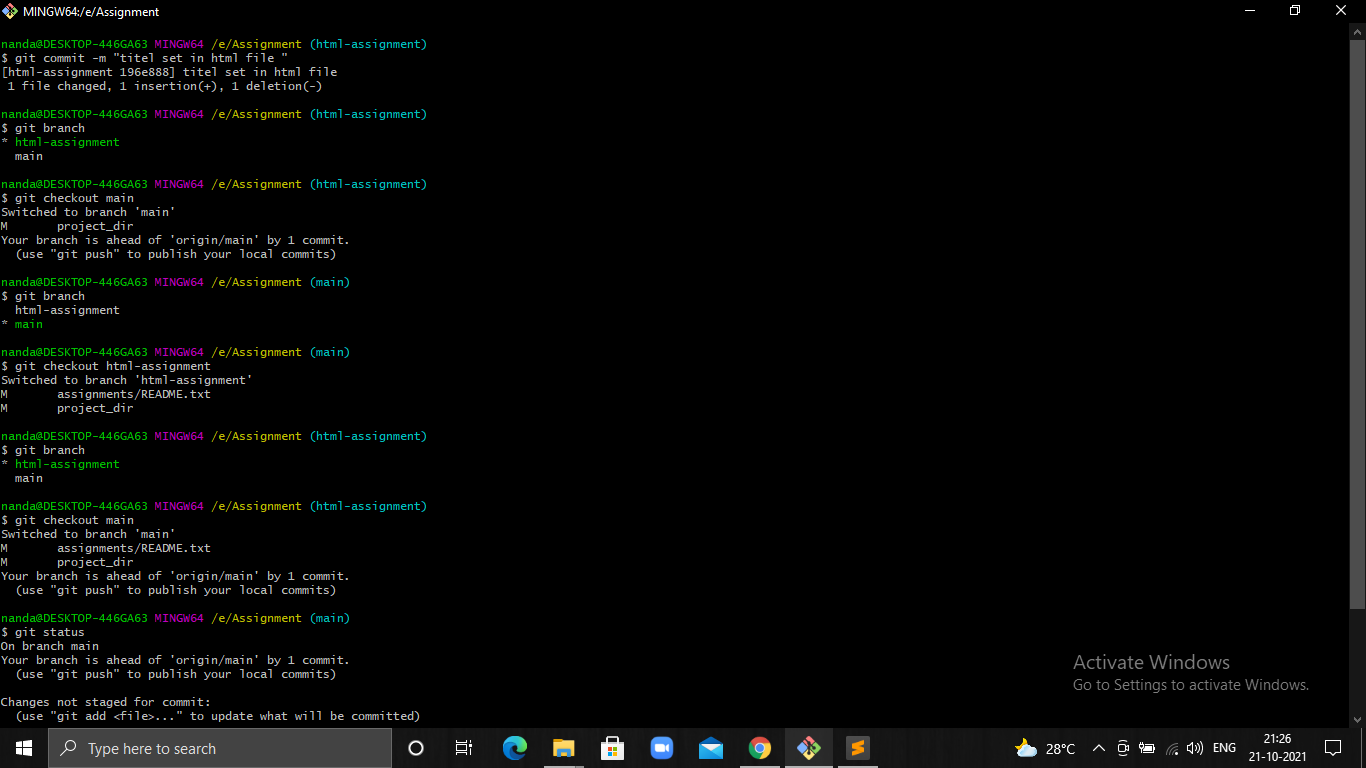 MINGW64:/e/Assignment
nanda@DESKTOP-446GA63 MINGW64 /e/Assignment (html-assignment)
$ git commit -m "titel set in html file "
[html-assignment 196e888] titel set in html file
 1 file changed, 1 insertion(+), 1 deletion(-)
nanda@DESKTOP-446GA63 MINGW64 /e/Assignment (html-assignment)
$ git branch
* html-assignment
  main
nanda@DESKTOP-446GA63 MINGW64 /e/Assignment (html-assignment)
$ git checkout main
Switched to branch 'main'
M       project_dir
Your branch is ahead of 'origin/main' by 1 commit.
  (use "git push" to publish your local commits)
nanda@DESKTOP-446GA63 MINGW64 /e/Assignment (main)
$ git branch
  html-assignment
* main
nanda@DESKTOP-446GA63 MINGW64 /e/Assignment (main)
$ git checkout html-assignment
Switched to branch 'html-assignment'
M       assignments/README.txt
M       project_dir
nanda@DESKTOP-446GA63 MINGW64 /e/Assignment (html-assignment)
$ git branch
* html-assignment
  main
nanda@DESKTOP-446GA63 MINGW64 /e/Assignment (html-assignment)
$ git checkout main
Switched to branch 'main'
M       assignments/README.txt
M       project_dir
Your branch is ahead of 'origin/main' by 1 commit.
  (use "git push" to publish your local commits)
nanda@DESKTOP-446GA63 MINGW64 /e/Assignment (main)
$ git status
On branch main
Your branch is ahead of 'origin/main' by 1 commit.
  (use "git push" to publish your local commits)
Changes not staged for commit:
  (use "git add <file>..." to update what will be committed)
Activate Windows
Go to Settings to activate Windows.
Type here to search
28°C
ENG
21:26
21-10-2021